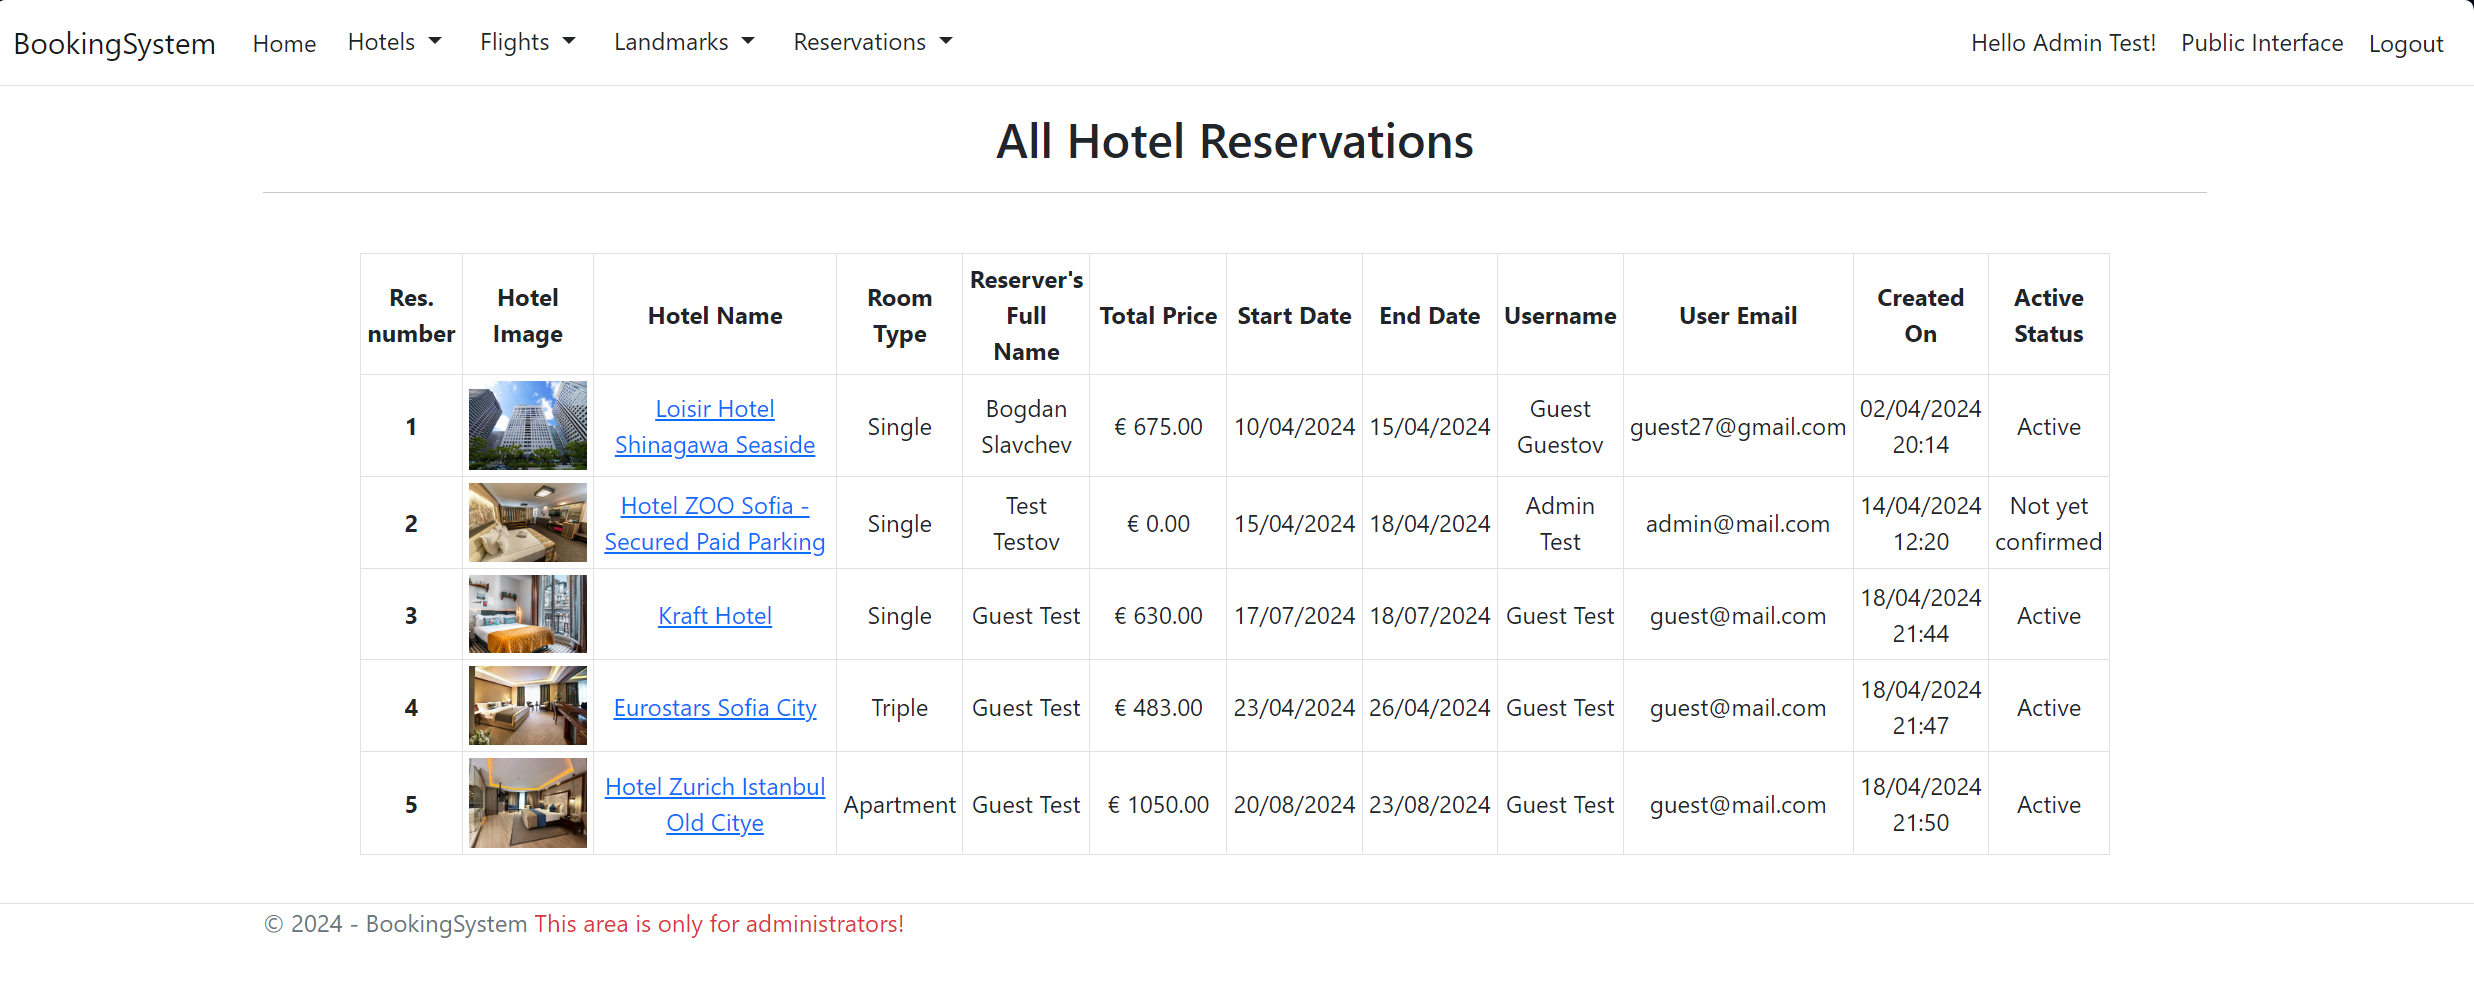 BookingSystem Home Hotels Flights Landmarks Reservations Hello Admin Test! Public Interface Logout
All Hotel Reservations
Res. number Hotel Image Hotel Name Room Type Reserver's Full Name Total Price Start Date End Date Username User Email Created On Active Status
1 Loisir Hotel Shinagawa Seaside Single Bogdan Slavchev € 675.00 10/04/2024 15/04/2024 Guest Guestov guest27@gmail.com 02/04/2024 20:14 Active
2 Hotel ZOO Sofia - Secured Paid Parking Single Test Testov € 0.00 15/04/2024 18/04/2024 Admin Test admin@mail.com 14/04/2024 12:20 Not yet confirmed
3 Kraft Hotel Single Guest Test € 630.00 17/07/2024 18/07/2024 Guest Test guest@mail.com 18/04/2024 21:44 Active
4 Eurostars Sofia City Triple Guest Test € 483.00 23/04/2024 26/04/2024 Guest Test guest@mail.com 18/04/2024 21:47 Active
5 Hotel Zurich Istanbul Old Citye Apartment Guest Test € 1050.00 20/08/2024 23/08/2024 Guest Test guest@mail.com 18/04/2024 21:50 Active
© 2024 - BookingSystem This area is only for administrators!